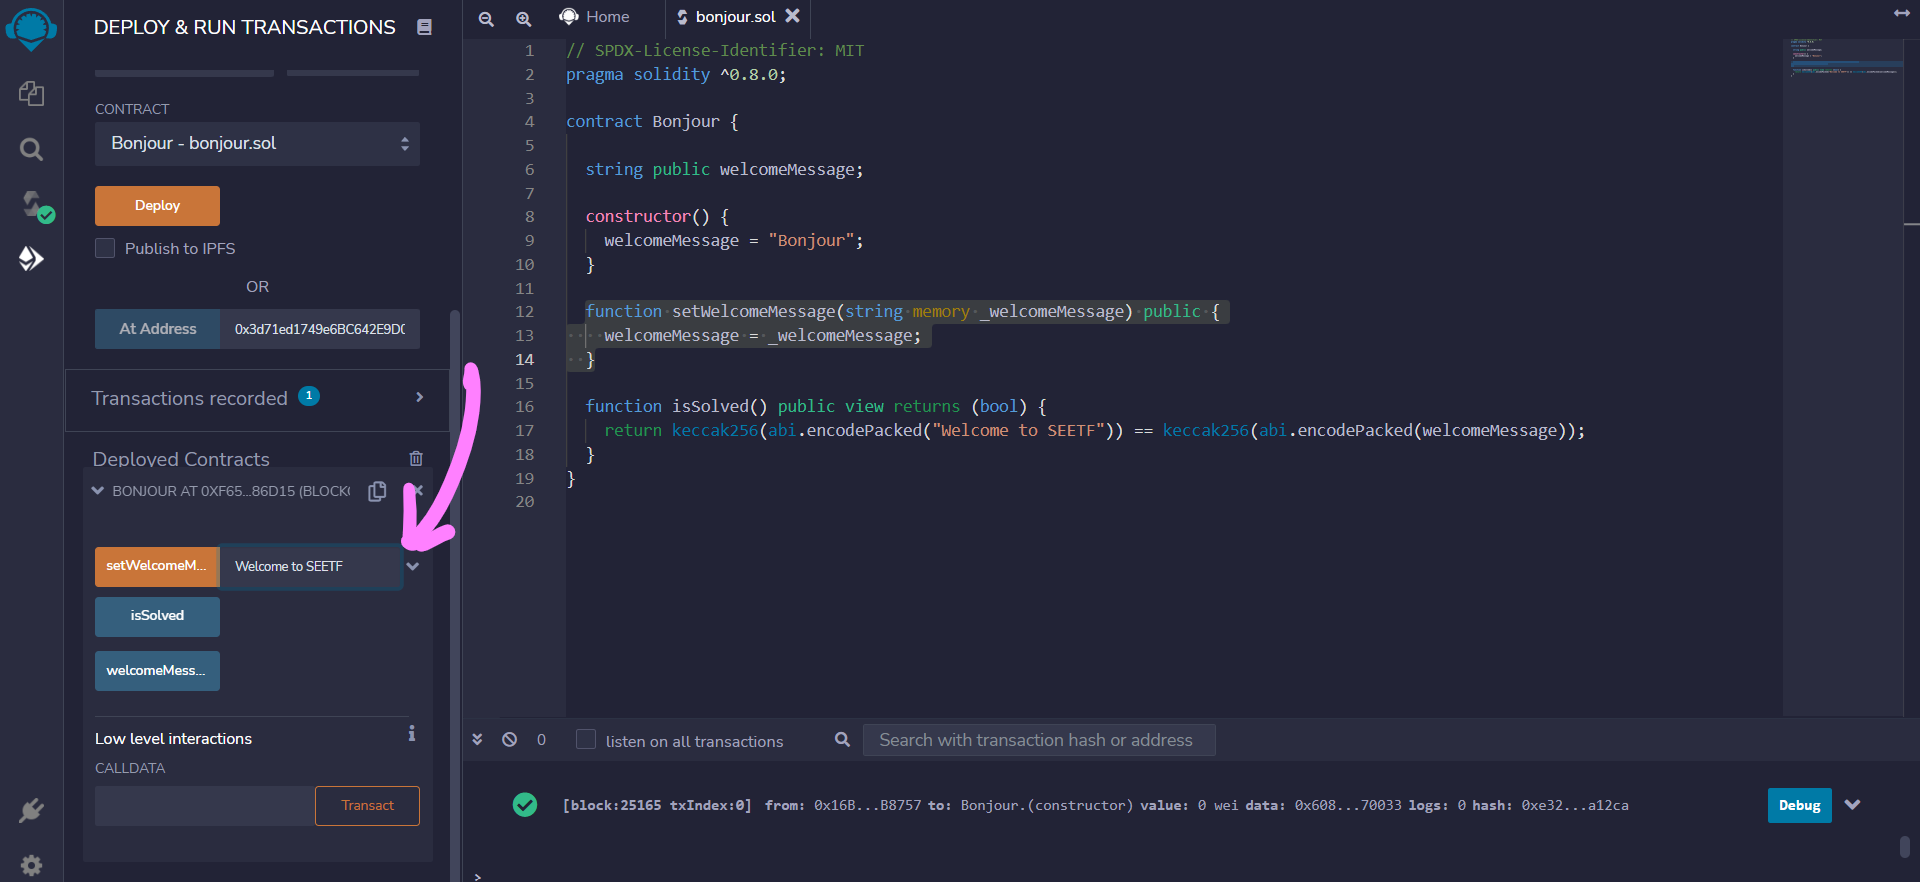 DEPLOY & RUN TRANSACTIONS
CONTRACT
Bonjour - bonjour.sol
Deploy
Publish to IPFS
OR
At Address 0x3d71ed1749e6BC642E9D0
Transactions recorded 1
Deployed Contracts
BONJOUR AT 0XF65...86D15 (BLOCK
setWelcomeM... Welcome to SEETF
isSolved
welcomeMess...
Low level interactions
CALLDATA
Transact
Home bonjour.sol
1 // SPDX-License-Identifier: MIT
2 pragma solidity ^0.8.0;
3
4 contract Bonjour {
5
6 string public welcomeMessage;
7
8 constructor() {
9 welcomeMessage = "Bonjour";
10 }
11
12 function setWelcomeMessage(string memory _welcomeMessage) public {
13 welcomeMessage = _welcomeMessage;
14 }
15
16 function isSolved() public view returns (bool) {
17 return keccak256(abi.encodePacked("Welcome to SEETF")) == keccak256(abi.encodePacked(welcomeMessage));
18 }
19 }
20
0 listen on all transactions Search with transaction hash or address
[block:25165 txIndex:0] from: 0x16B...B8757 to: Bonjour.(constructor) value: 0 wei data: 0x608...70033 logs: 0 hash: 0xe32...a12ca Debug
>